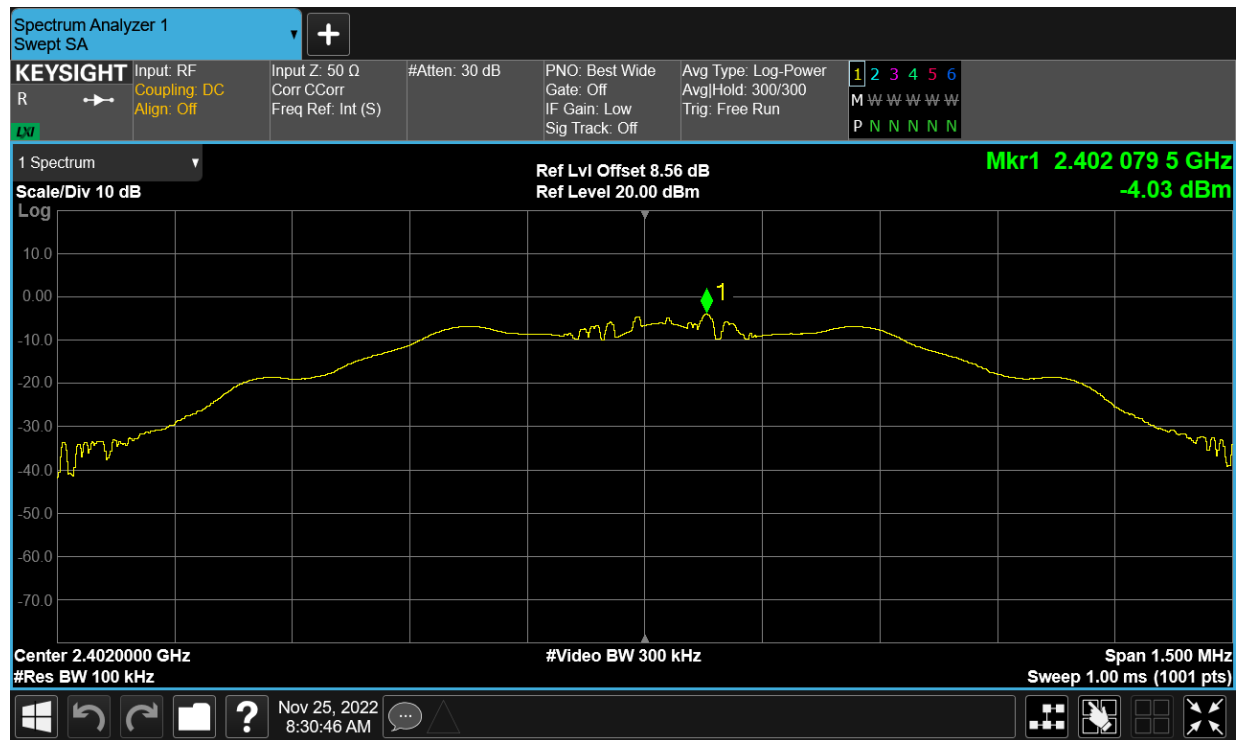 Spectrum Analyzer 1
Swept SA
+
KEYSIGHT
R
LXI
Input: RF
Coupling: DC
Align: Off
Input Z: 50 Ω
Corr CCorr
Freq Ref: Int (S)
#Atten: 30 dB
PNO: Best Wide
Gate: Off
IF Gain: Low
Sig Track: Off
Avg Type: Log-Power
Avg|Hold: 300/300
Trig: Free Run
1 2 3 4 5 6
M W W W W W
P N N N N N
1 Spectrum
Scale/Div 10 dB
Log
Ref Lvl Offset 8.56 dB
Ref Level 20.00 dBm
Mkr1 2.402 079 5 GHz
-4.03 dBm
10.0
0.00
-10.0
-20.0
-30.0
-40.0
-50.0
-60.0
-70.0
1
Center 2.4020000 GHz
#Res BW 100 kHz
#Video BW 300 kHz
Span 1.500 MHz
Sweep 1.00 ms (1001 pts)
?
Nov 25, 2022
8:30:46 AM